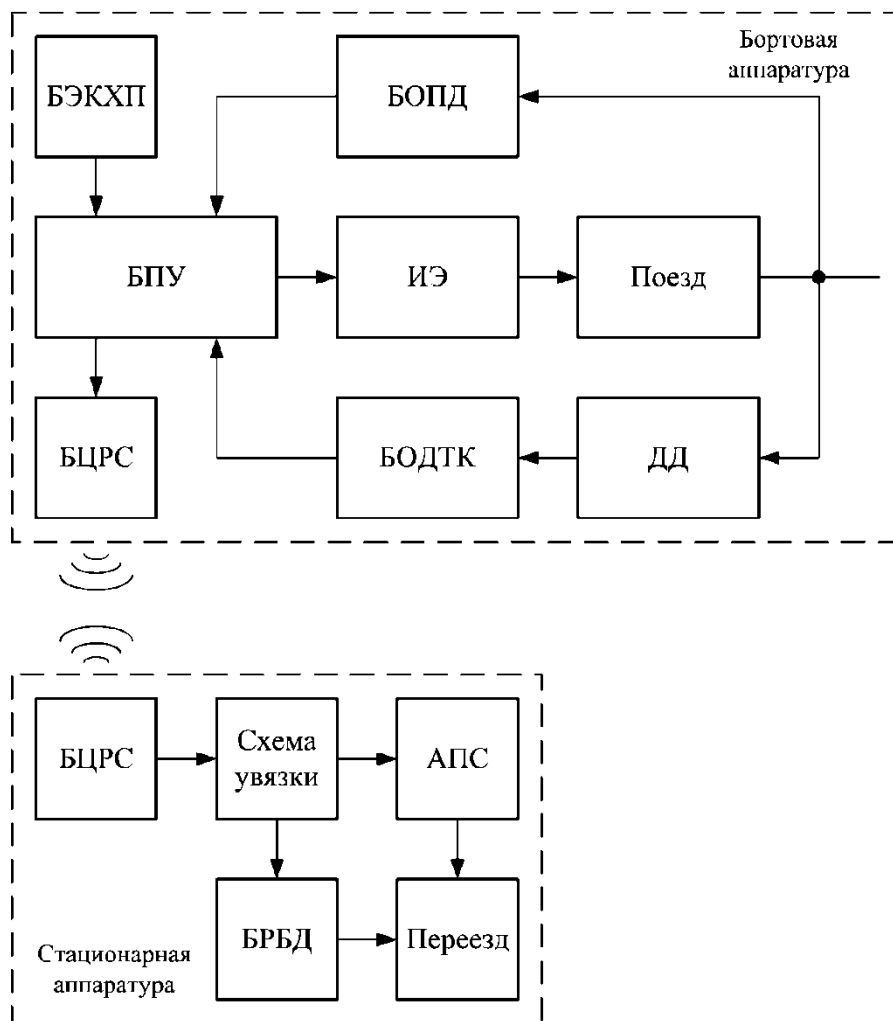 Бортовая
аппаратура
БЭКХП
БОПД
БПУ
ИЭ
Поезд
БЦРС
БОДТК
ДД
БЦРС
Схема
увязки
АПС
БРБД
Переезд
Стационарная
аппаратура